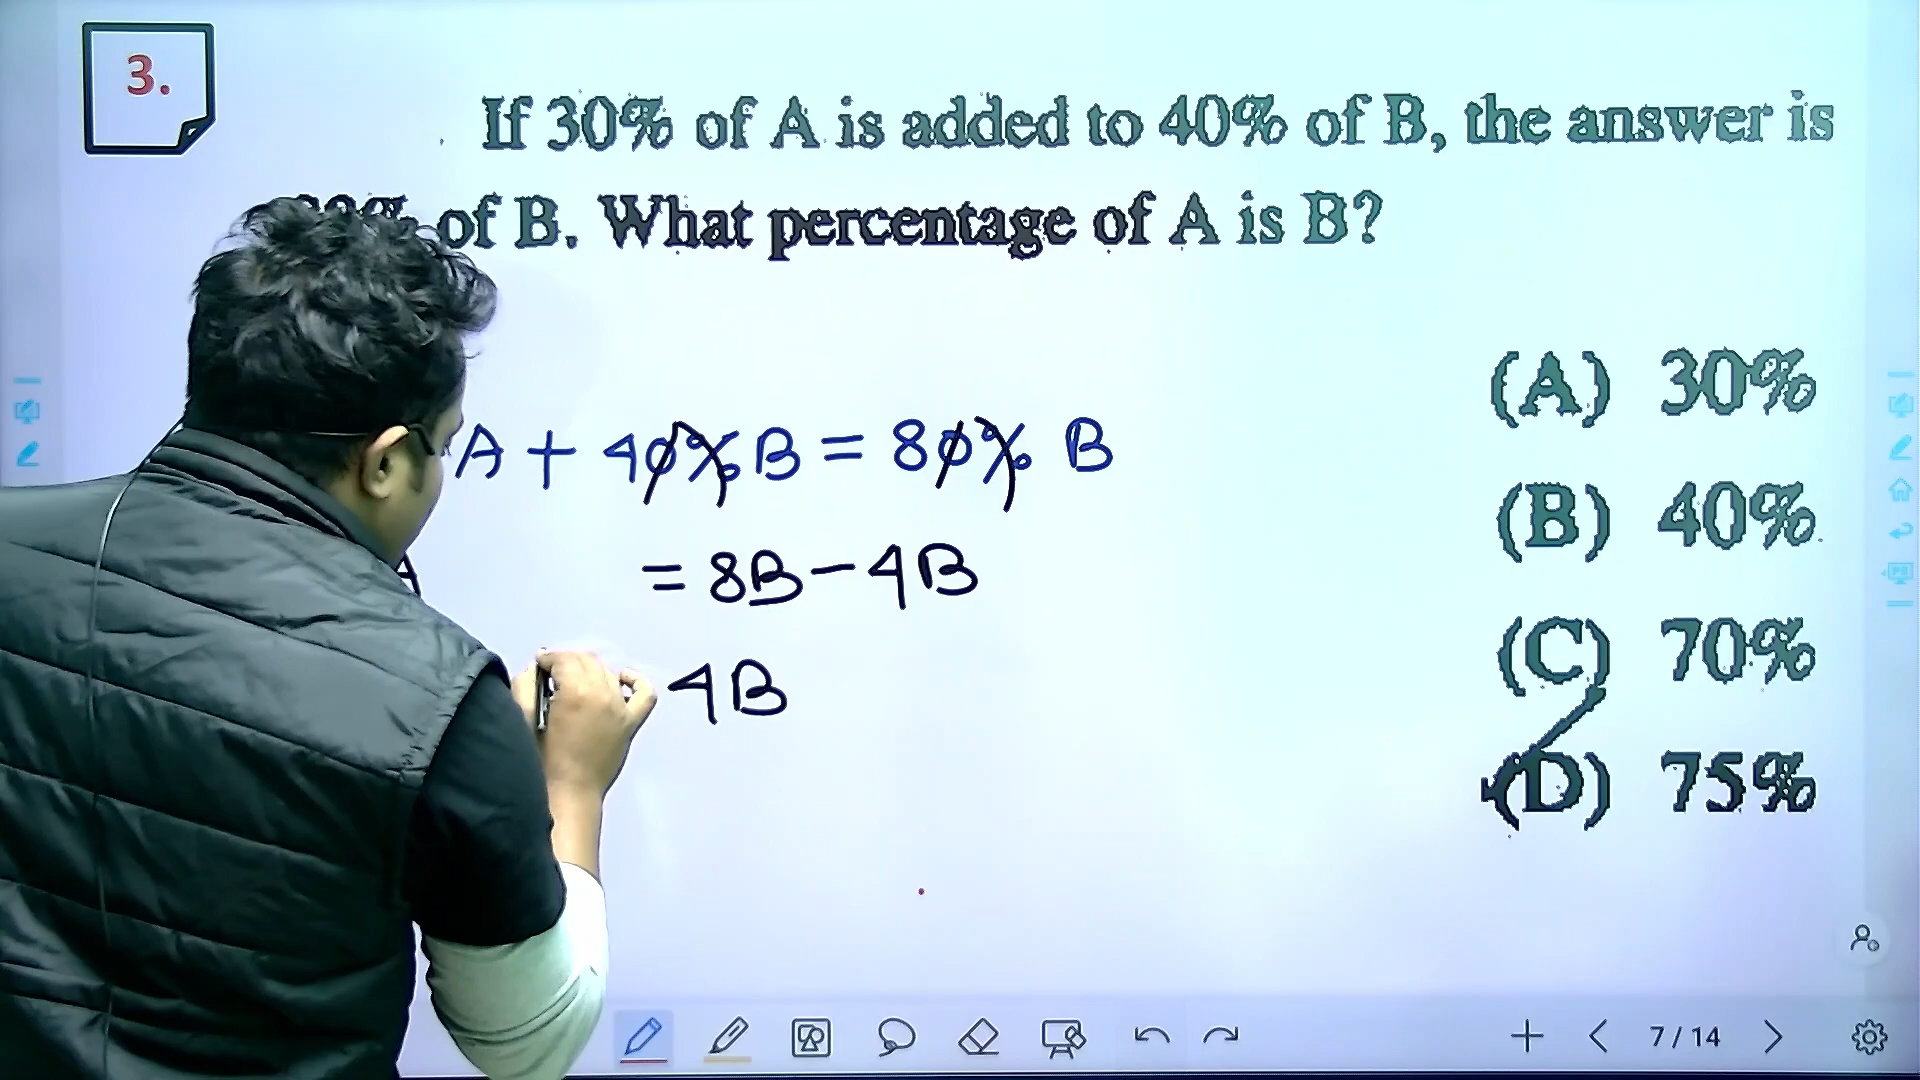 3.
If 30% of A is added to 40% of B, the answer is
of B. What percentage of A is B?
(A) 30%
(B) 40%
(C) 70%
(D) 75%
A + 40% B = 80% B
= 8B - 4B
4B
7 / 14